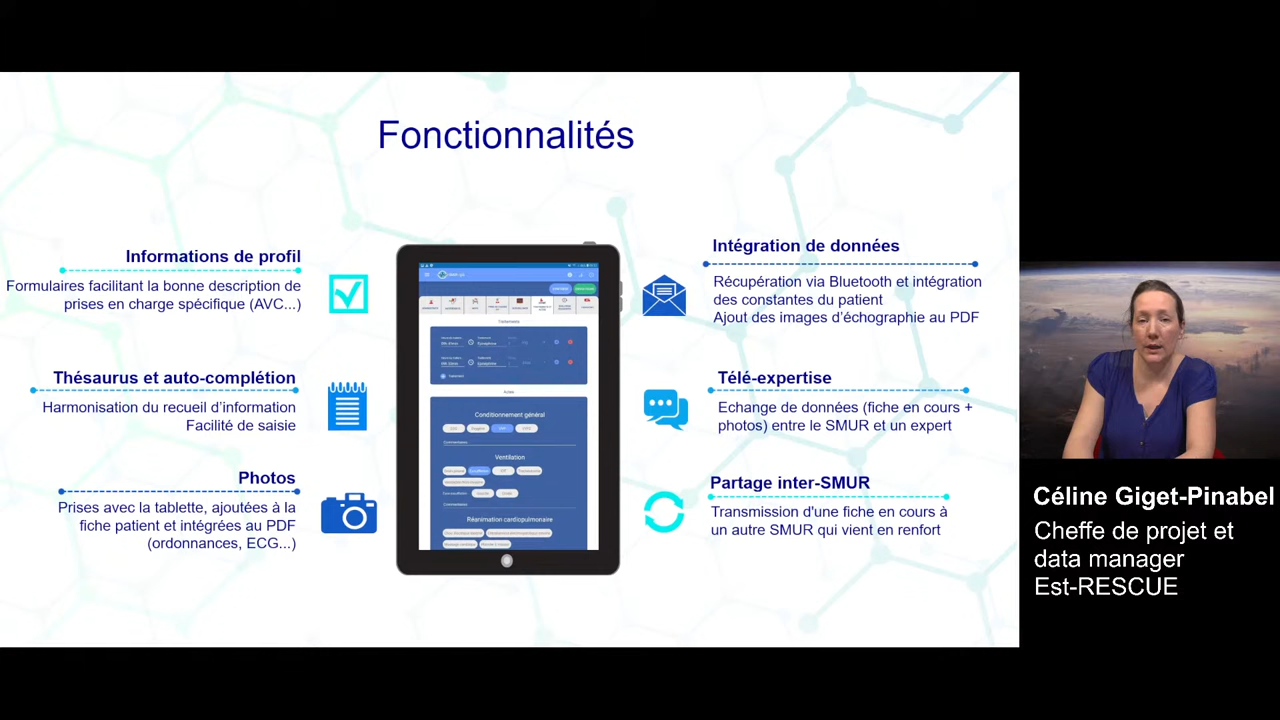 Fonctionnalités
Informations de profil
Formulaires facilitant la bonne description de
prises en charge spécifique (AVC...)
Thésaurus et auto-complétion
Harmonisation du recueil d'information
Facilité de saisie
Photos
Prises avec la tablette, ajoutées à la
fiche patient et intégrées au PDF
(ordonnances, ECG...)
Traitements
Actes
Conditionnement général
Commentaires
Ventilation
Réanimation cardiopulmonaire
Intégration de données
Récupération via Bluetooth et intégration
des constantes du patient
Ajout des images d'échographie au PDF
Télé-expertise
Echange de données (fiche en cours +
photos) entre le SMUR et un expert
Partage inter-SMUR
Transmission d'une fiche en cours à
un autre SMUR qui vient en renfort
Céline Giget-Pinabel
Cheffe de projet et
data manager
Est-RESCUE